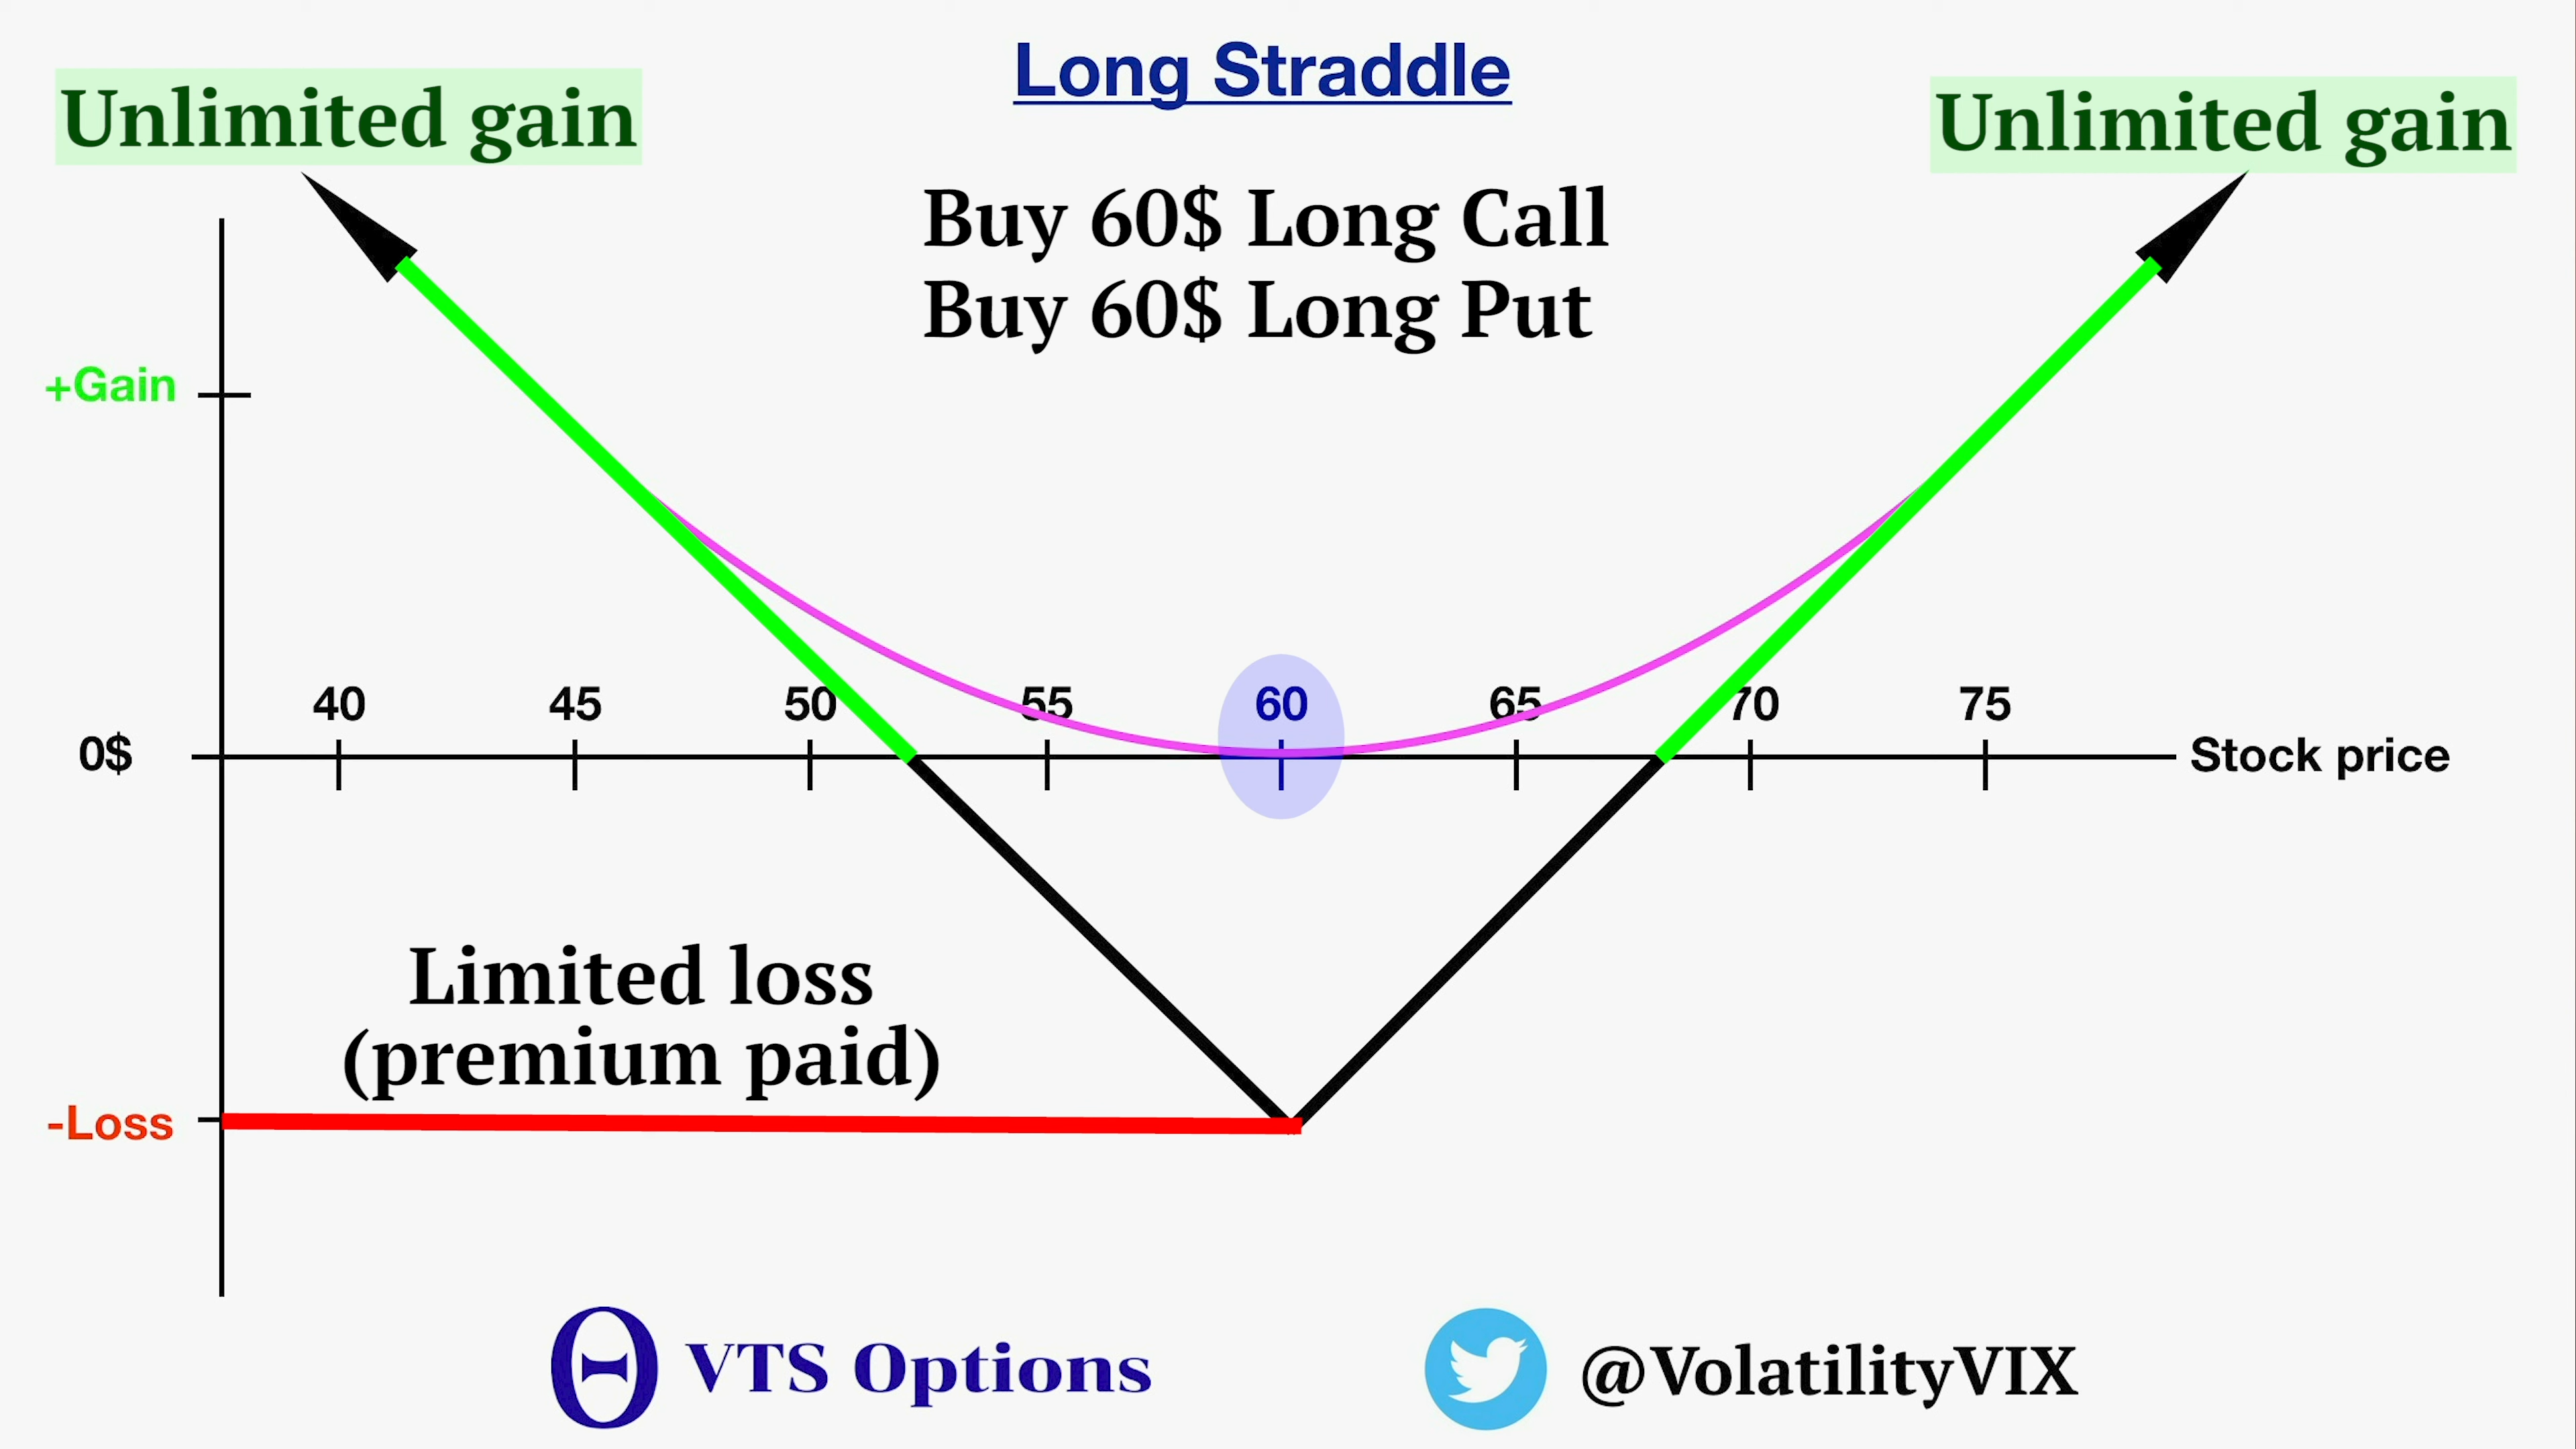 Long Straddle
Unlimited gain
Unlimited gain
Buy 60$ Long Call
Buy 60$ Long Put
+Gain
40 45 50 55 60 65 70 75
0$
Stock price
Limited loss
(premium paid)
-Loss
VTS Options
@VolatilityVIX